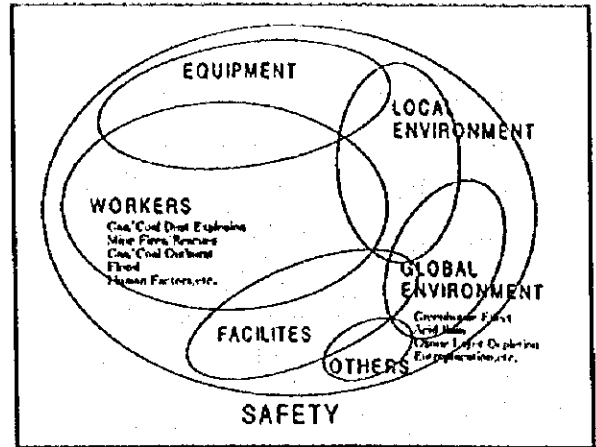 EQUIPMENT
LOCAL
ENVIRONMENT
WORKERS
Gas/Coal Dust Explosion
Mine Fires/Rescues
Gas/Coal Outburst
Flood
Human Factors,etc.
GLOBAL
ENVIRONMENT
Greenhouse Effect
Acid Rain
Ozone Layer Depletion
FACILITES
OTHERS
SAFETY